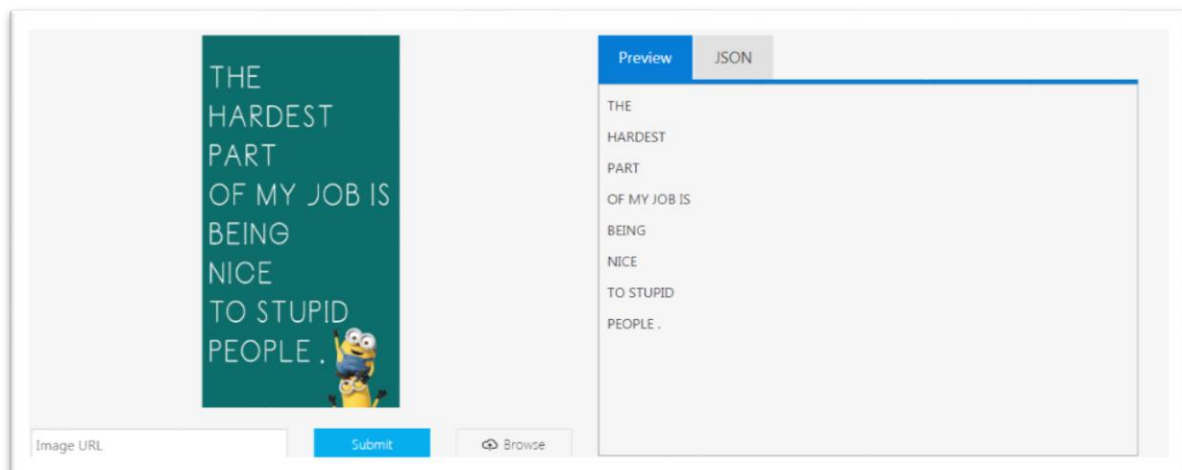 THE
HARDEST
PART
OF MY JOB IS
BEING
NICE
TO STUPID
PEOPLE .
Image URL
Submit
Browse
Preview
JSON
THE
HARDEST
PART
OF MY JOB IS
BEING
NICE
TO STUPID
PEOPLE .